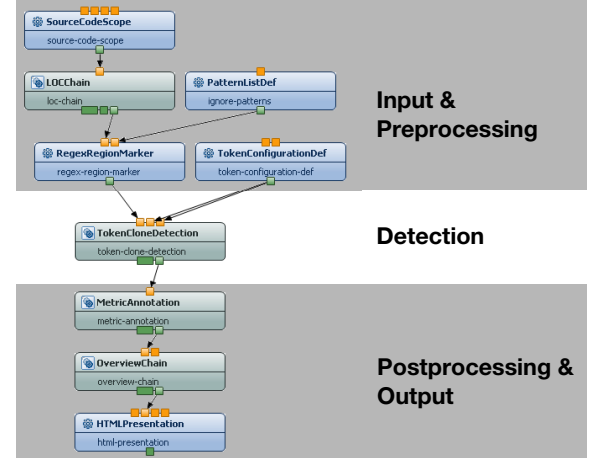 SourceCodeScope
source-code-scope
LOCChain
loc-chain
PatternListDef
ignore-patterns
Input &
Preprocessing
RegexRegionMarker
regex-region-marker
TokenConfigurationDef
token-configuration-def
TokenCloneDetection
token-clone-detection
Detection
MetricAnnotation
metric-annotation
OverviewChain
overview-chain
Postprocessing &
Output
HTMLPresentation
html-presentation